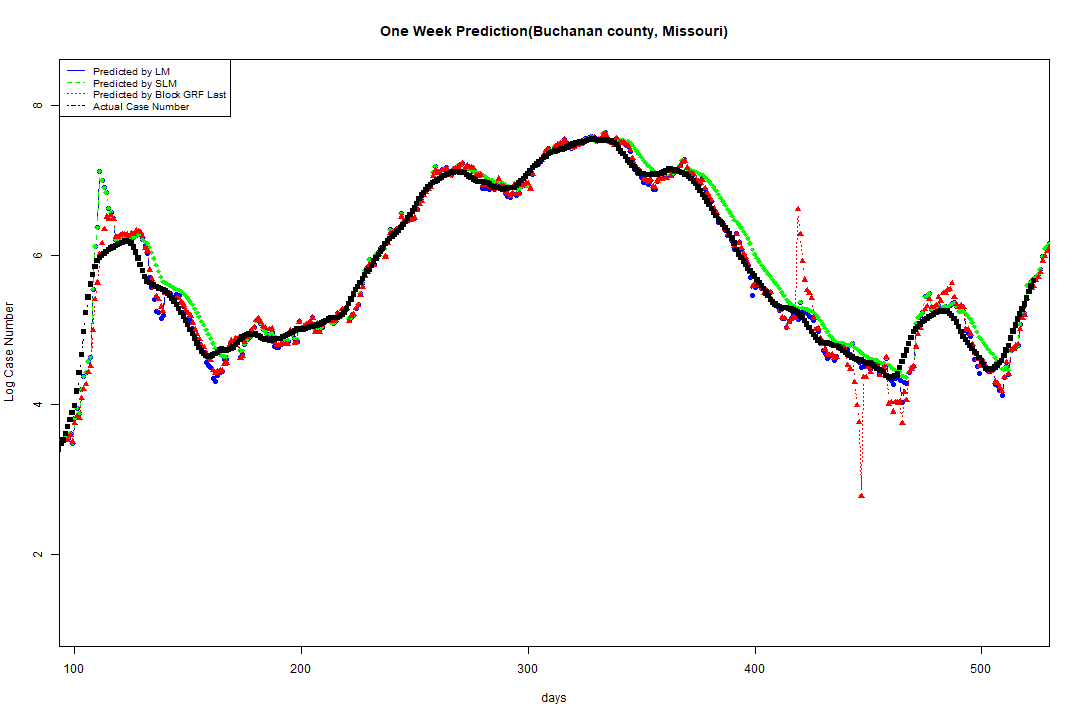 One Week Prediction(Buchanan county, Missouri)
Predicted by LM
Predicted by SLM
Predicted by Block GRF Last
Actual Case Number
8
6
4
2
Log Case Number
100 200 300 400 500
days